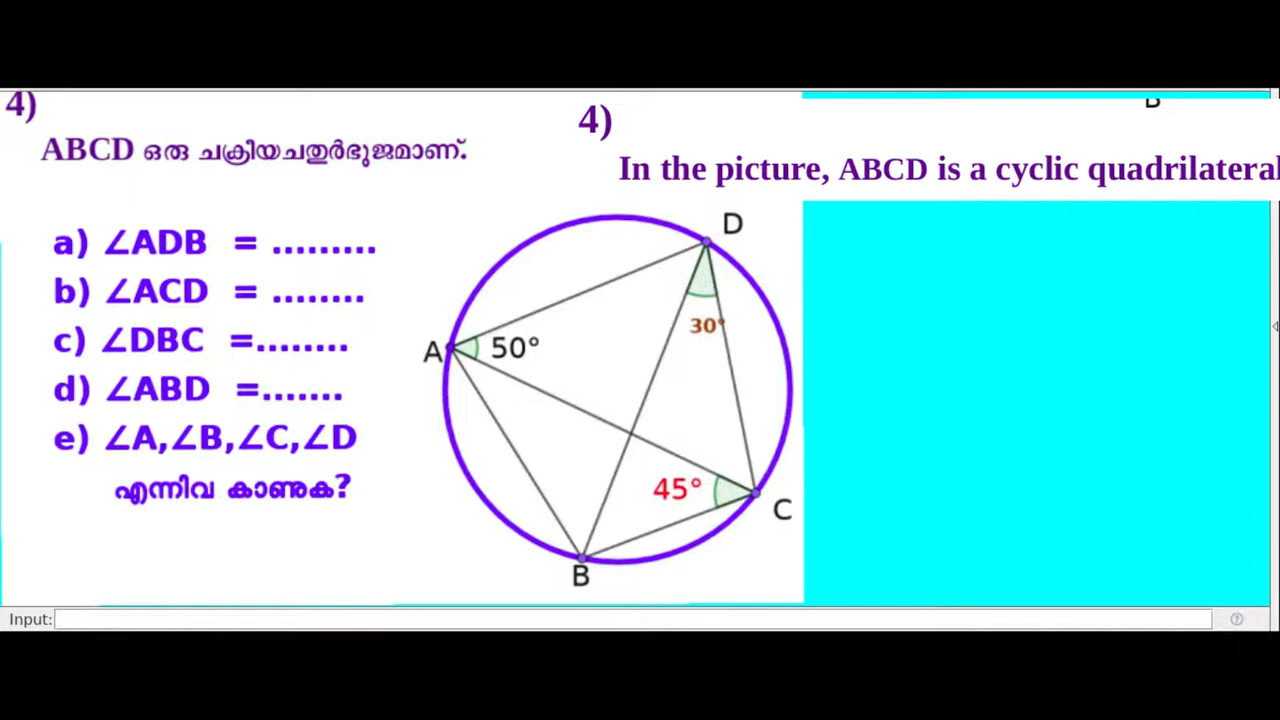 4)
ABCD ഒരു ചക്രീയചതുർഭുജമാണ്.
a) ∠ADB = .........
b) ∠ACD = ........
c) ∠DBC =........
d) ∠ABD =.......
e) ∠A,∠B,∠C,∠D
എന്നിവ കാണുക?
4)
B
In the picture, ABCD is a cyclic quadrilateral
D
30°
A
50°
45°
C
B
Input: